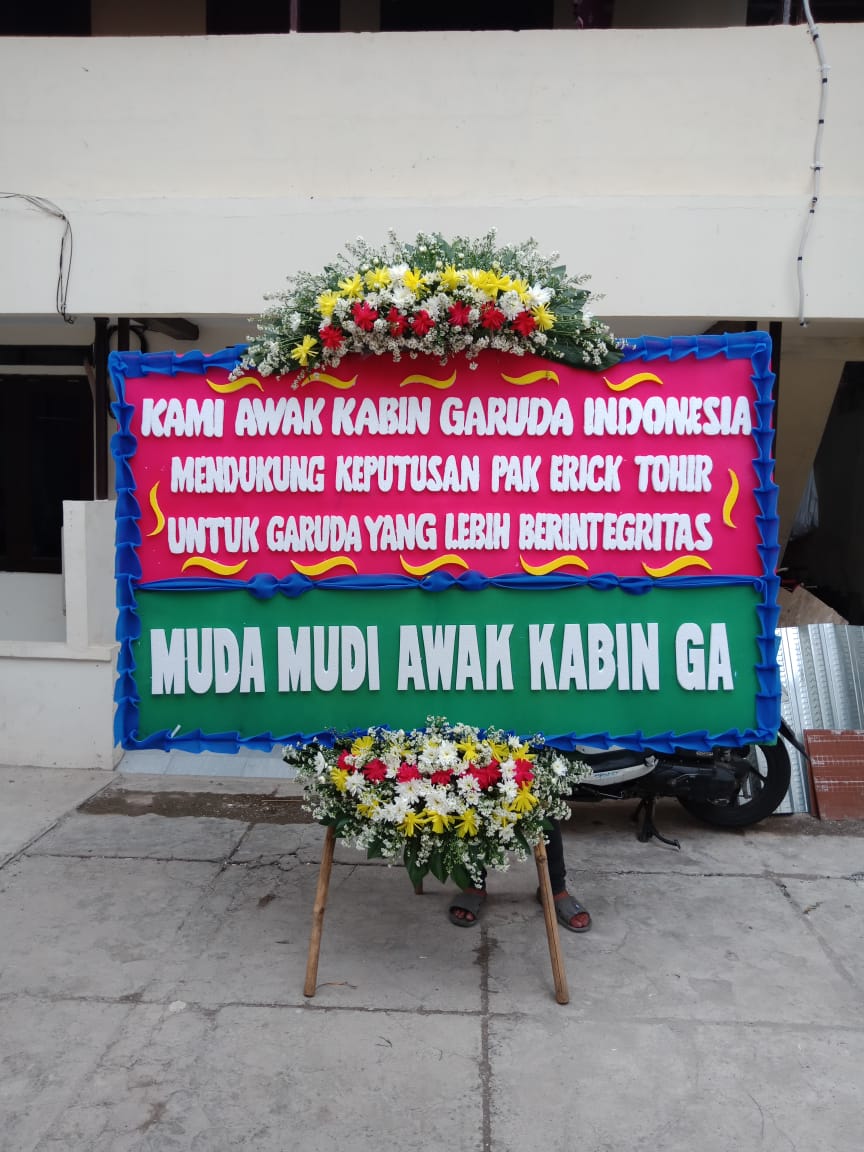 KAMI AWAK KABIN GARUDA INDONESIA
MENDUKUNG KEPUTUSAN PAK ERICK TOHIR
UNTUK GARUDA YANG LEBIH BERINTEGRITAS
MUDA MUDI AWAK KABIN GA